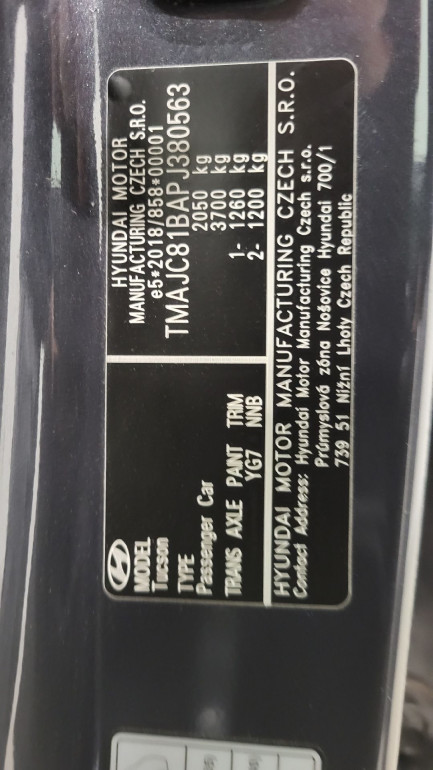 HYUNDAI MOTOR
MANUFACTURING CZECH S.R.O.
e5*2018/858*00001
TMAJC81BAPJ380563
2050 kg
3700 kg
1- 1260 kg
2- 1200 kg
MODEL
Tucson
TYPE
Passenger Car
TRANS AXLE PAINT TRIM
YG7 NNB
HYUNDAI MOTOR MANUFACTURING CZECH S.R.O.
Contact Address: Hyundai Motor Manufacturing Czech s.r.o.
Průmyslová zóna Nošovice Hyundai 700/1
739 51 Nižní Lhoty Czech Republic